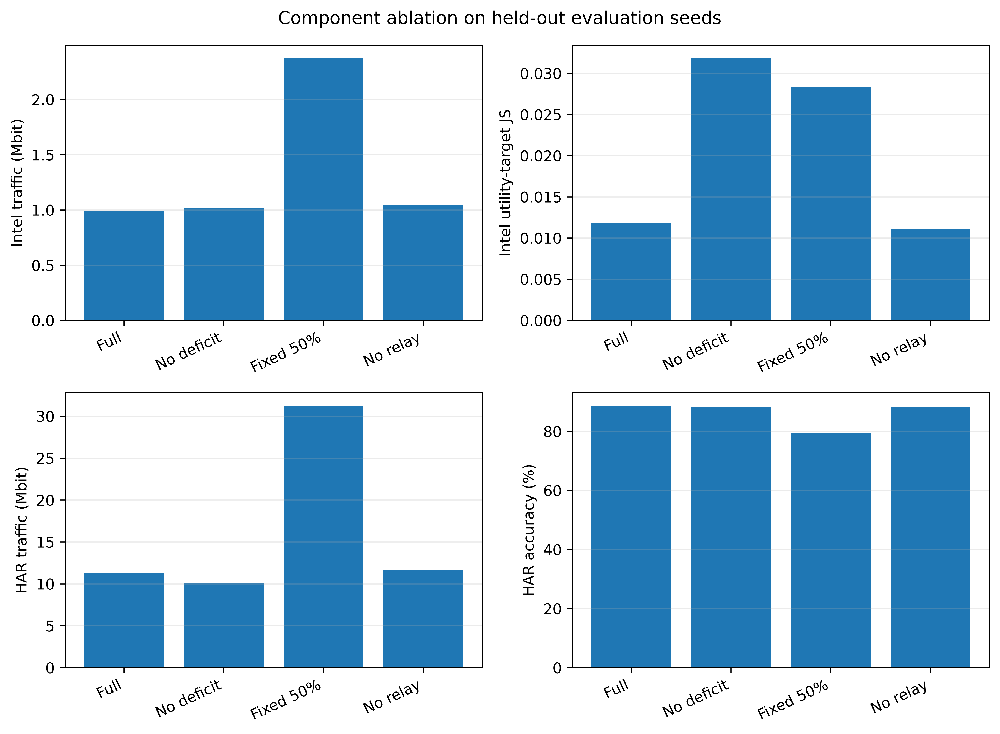 Component ablation on held-out evaluation seeds
Intel traffic (Mbit)
2.0
1.5
1.0
0.5
0.0
Full
No deficit
Fixed 50%
No relay
Intel utility-target JS
0.030
0.025
0.020
0.015
0.010
0.005
0.000
Full
No deficit
Fixed 50%
No relay
HAR traffic (Mbit)
30
25
20
15
10
5
0
Full
No deficit
Fixed 50%
No relay
HAR accuracy (%)
80
60
40
20
0
Full
No deficit
Fixed 50%
No relay